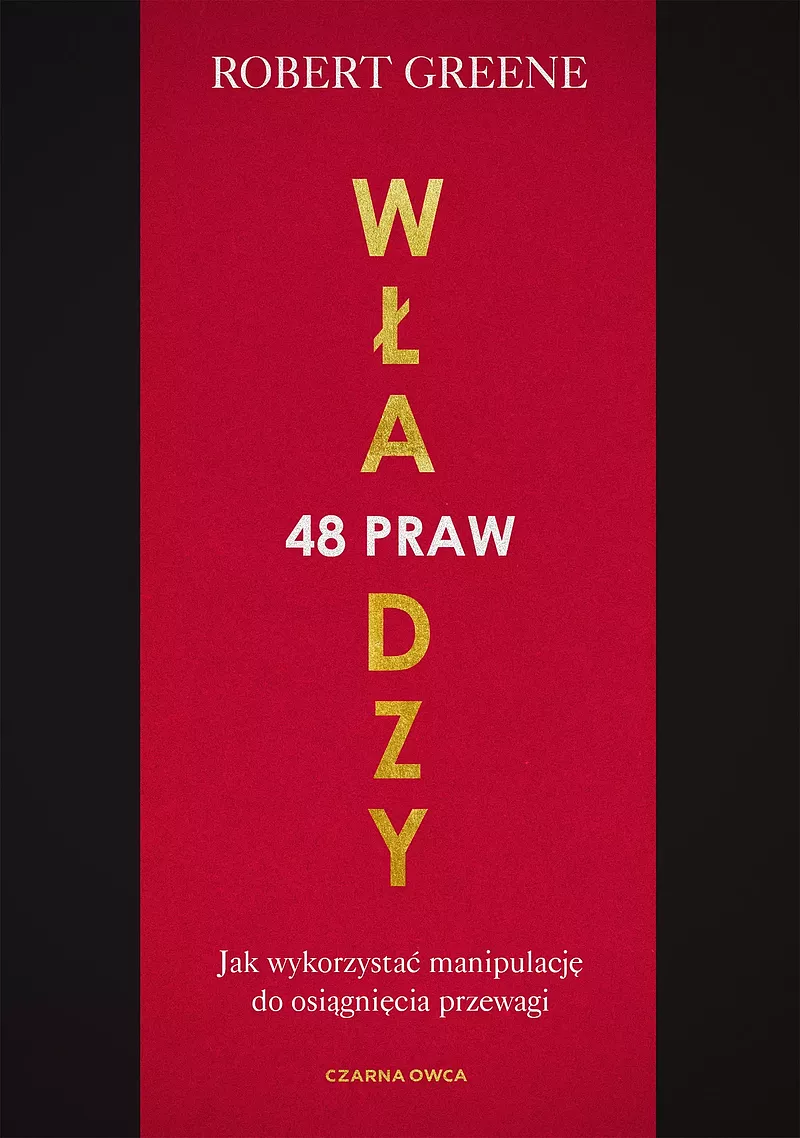 ROBERT GREENE
W
Ł
A
48 PRAW
D
Z
Y
Jak wykorzystać manipulację
do osiągnięcia przewagi
CZARNA OWCA